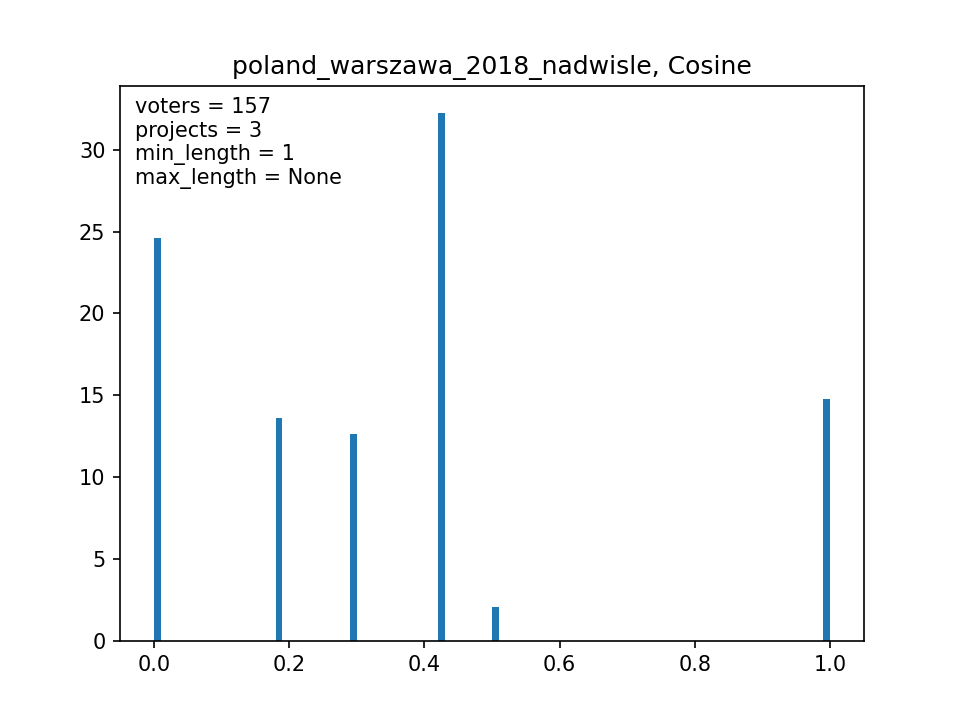 poland_warszawa_2018_nadwisle, Cosine
voters = 157
projects = 3
min_length = 1
max_length = None
30
25
20
15
10
5
0
0.0 0.2 0.4 0.6 0.8 1.0